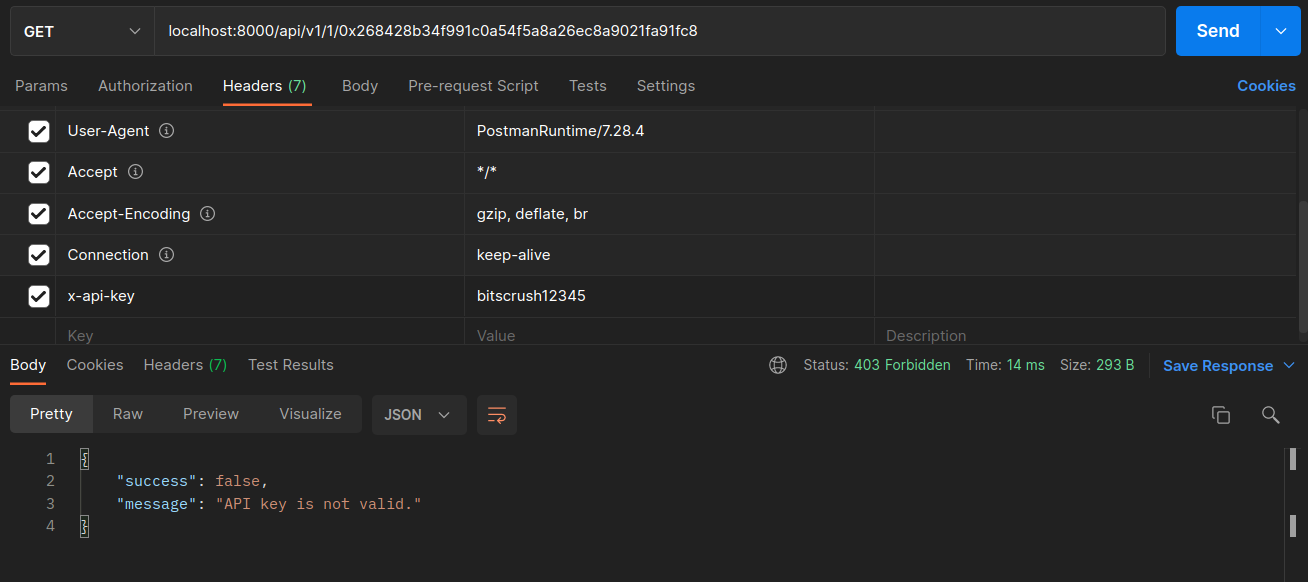 GET localhost:8000/api/v1/1/0x268428b34f991c0a54f5a8a26ec8a9021fa91fc8 Send
Params Authorization Headers (7) Body Pre-request Script Tests Settings Cookies
User-Agent PostmanRuntime/7.28.4
Accept */*
Accept-Encoding gzip, deflate, br
Connection keep-alive
x-api-key bitscrush12345
Key Value Description
Body Cookies Headers (7) Test Results Status: 403 Forbidden Time: 14 ms Size: 293 B Save Response
Pretty Raw Preview Visualize JSON
1 {
2 "success": false,
3 "message": "API key is not valid."
4 }